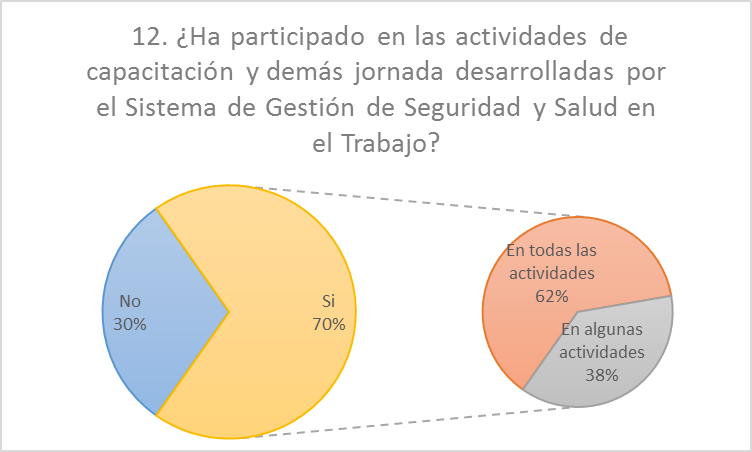 12. ¿Ha participado en las actividades de
capacitación y demás jornada desarrolladas por
el Sistema de Gestión de Seguridad y Salud en
el Trabajo?
No
30%
Si
70%
En todas las
actividades
62%
En algunas
actividades
38%